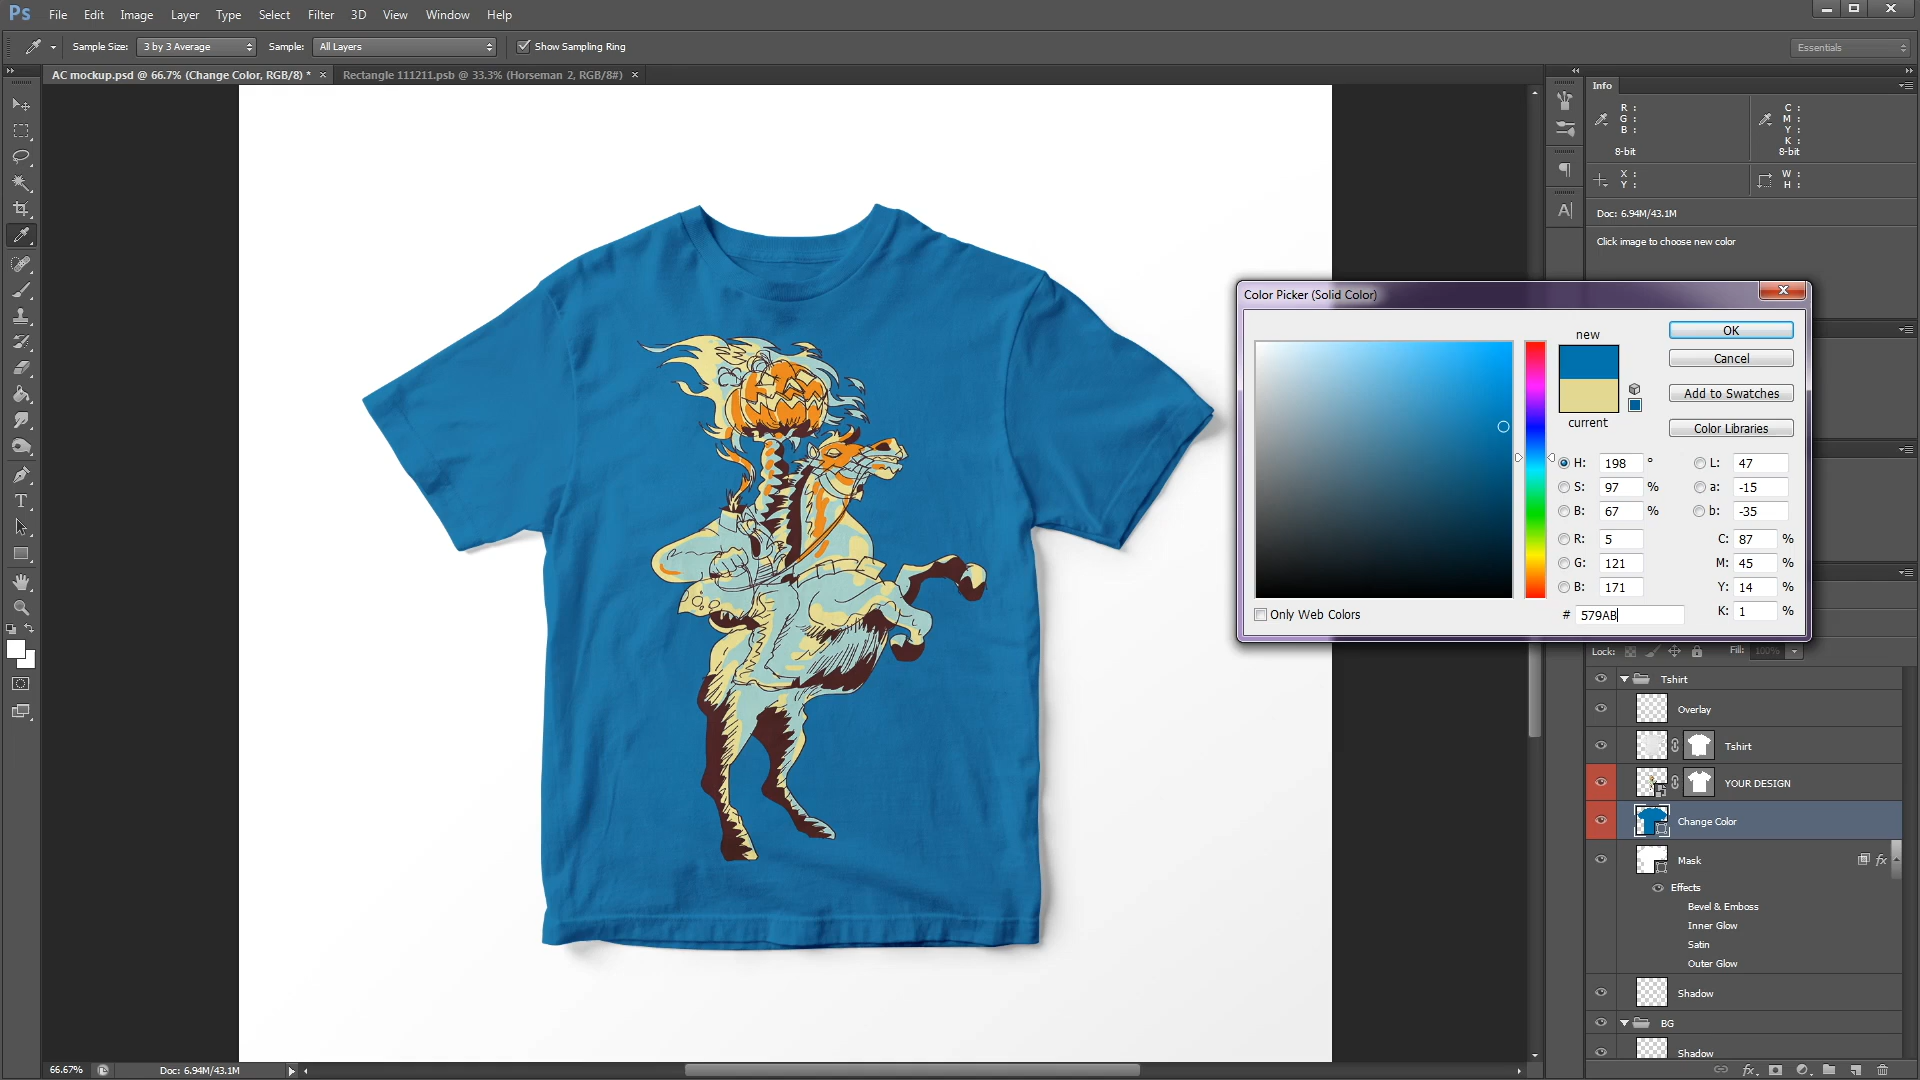 Ps File Edit Image Layer Type Select Filter 3D View Window Help
Sample Size: 3 by 3 Average Sample: All Layers Show Sampling Ring Essentials
AC mockup.psd @ 66.7% (Change Color, RGB/8) * × Rectangle 111211.psb @ 33.3% (Horseman 2, RGB/8#) ×
Info
R : C :
G : M :
B : Y :
K :
8-bit 8-bit
X : W :
Y : H :
Doc: 6.94M/43.1M
Click image to choose new color
Color Picker (Solid Color)
new
current
OK
Cancel
Add to Swatches
Color Libraries
H: 198 ° L: 47
S: 97 % a: -15
B: 67 % b: -35
R: 5 C: 87 %
G: 121 M: 45 %
B: 171 Y: 14 %
# 579AB K: 1 %
Only Web Colors
Lock: Fill: 100%
Tshirt
Overlay
Tshirt
YOUR DESIGN
Change Color
Mask fx
Effects
Bevel & Emboss
Inner Glow
Satin
Outer Glow
Shadow
BG
Shadow
66.67% Doc: 6.94M/43.1M